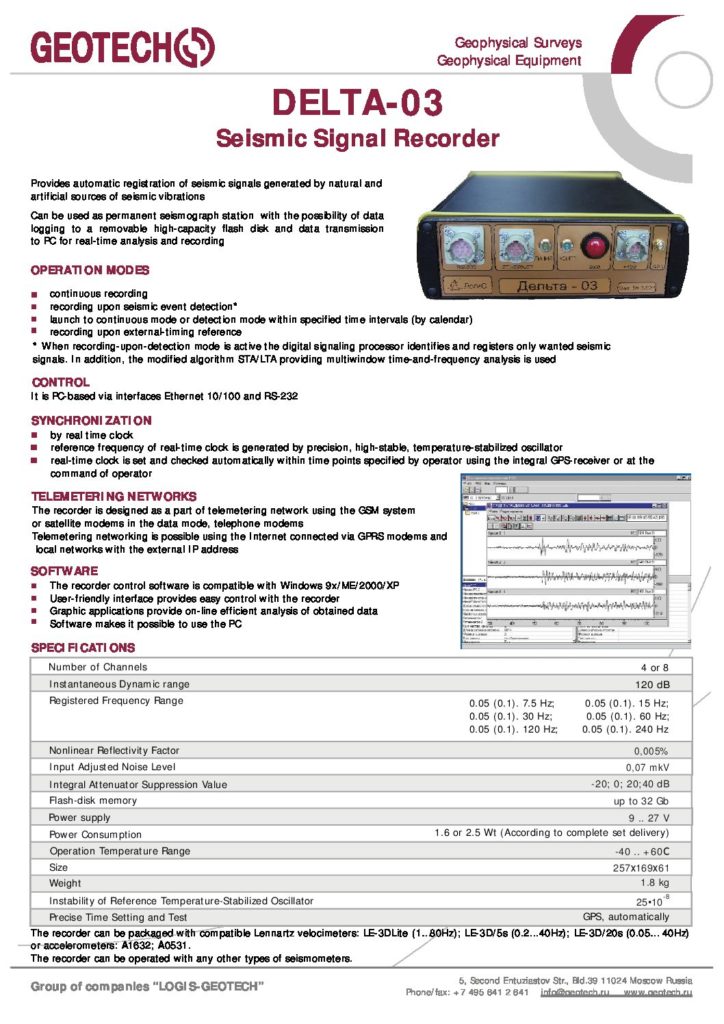 GEOTECH
Geophysical Surveys
Geophysical Equipment
DELTA-03
Seismic Signal Recorder
Provides automatic registration of seismic signals generated by natural and
artificial sources of seismic vibrations
Can be used as permanent seismograph station with the possibility of data
logging to a removable high-capacity flash disk and data transmission
to PC for real-time analysis and recording
Дельта - 03
OPERATION MODES
continuous recording
recording upon seismic event detection*
launch to continuous mode or detection mode within specified time intervals (by calendar)
recording upon external-timing reference
* When recording-upon-detection mode is active the digital signaling processor identifies and registers only wanted seismic
signals. In addition, the modified algorithm STA/LTA providing multiwindow time-and-frequency analysis is used
CONTROL
It is PC-based via interfaces Ethernet 10/100 and RS-232
SYNCHRONIZATION
by real time clock
reference frequency of real-time clock is generated by precision, high-stable, temperature-stabilized oscillator
real-time clock is set and checked automatically within time points specified by operator using the integral GPS-receiver or at the
command of operator
TELEMETERING NETWORKS
The recorder is designed as a part of telemetering network using the GSM system
or satellite modems in the data mode, telephone modems
Telemetering networking is possible using the Internet connected via GPRS modems and
local networks with the external IP address
SOFTWARE
The recorder control software is compatible with Windows 9x/ME/2000/XP
User-friendly interface provides easy control with the recorder
Graphic applications provide on-line efficient analysis of obtained data
Software makes it possible to use the PC
SPECIFICATIONS
Number of Channels 4 or 8
Instantaneous Dynamic range 120 dB
Registered Frequency Range 0.05 (0.1). 7.5 Hz; 0.05 (0.1). 15 Hz;
0.05 (0.1). 30 Hz; 0.05 (0.1). 60 Hz;
0.05 (0.1). 120 Hz; 0.05 (0.1). 240 Hz
Nonlinear Reflectivity Factor 0,005%
Input Adjusted Noise Level 0,07 mkV
Integral Attenuator Suppression Value -20; 0; 20;40 dB
Flash-disk memory up to 32 Gb
Power supply 9 .. 27 V
Power Consumption 1.6 or 2.5 Wt (According to complete set delivery)
Operation Temperature Range -40 .. +60C
Size 257x169x61
Weight 1.8 kg
Instability of Reference Temperature-Stabilized Oscillator 25•10⁻⁸
Precise Time Setting and Test GPS, automatically
The recorder can be packaged with compatible Lennartz velocimeters: LE-3DLite (1...80Hz); LE-3D/5s (0.2...40Hz); LE-3D/20s (0.05... 40Hz)
or accelerometers: A1632; A0531.
The recorder can be operated with any other types of seismometers.
Group of companies "LOGIS-GEOTECH"
5, Second Entuziastov Str., Bld.39 11024 Moscow Russia
Phone/fax: +7 495 641 2 641 info@geotech.ru www.geotech.ru